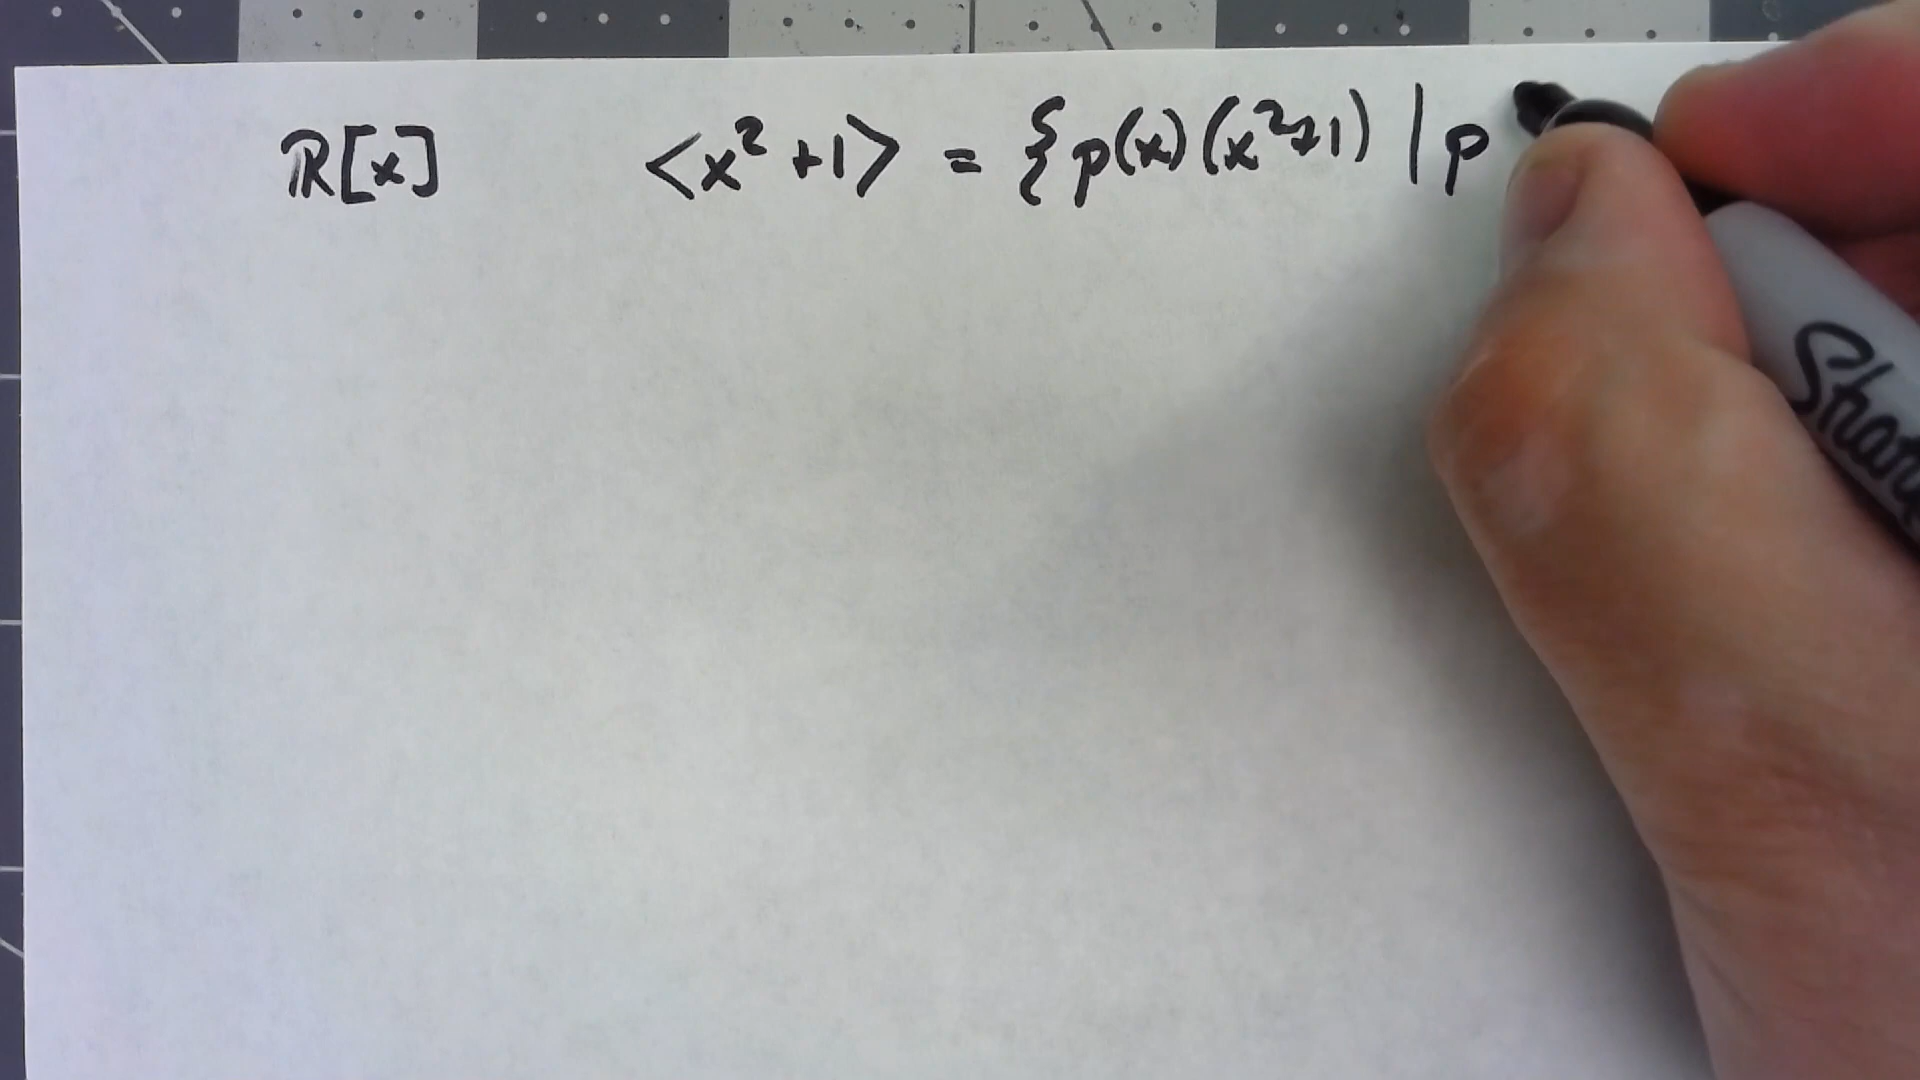 ℝ[x] <x² +1> = {p(x)(x²+1) | p